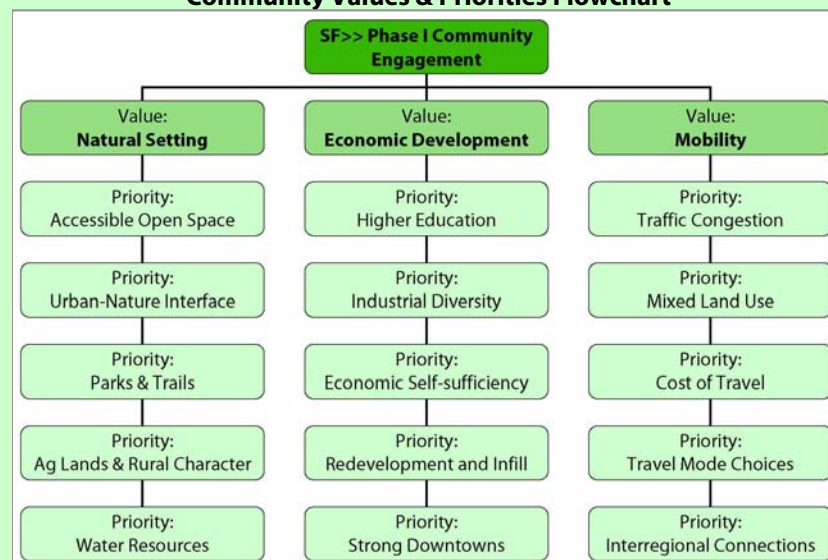 Community Values & Priorities Flowchart
SF>> Phase I Community
Engagement
Value:
Natural Setting
Priority:
Accessible Open Space
Priority:
Urban-Nature Interface
Priority:
Parks & Trails
Priority:
Ag Lands & Rural Character
Priority:
Water Resources
Value:
Economic Development
Priority:
Higher Education
Priority:
Industrial Diversity
Priority:
Economic Self-sufficiency
Priority:
Redevelopment and Infill
Priority:
Strong Downtowns
Value:
Mobility
Priority:
Traffic Congestion
Priority:
Mixed Land Use
Priority:
Cost of Travel
Priority:
Travel Mode Choices
Priority:
Interregional Connections